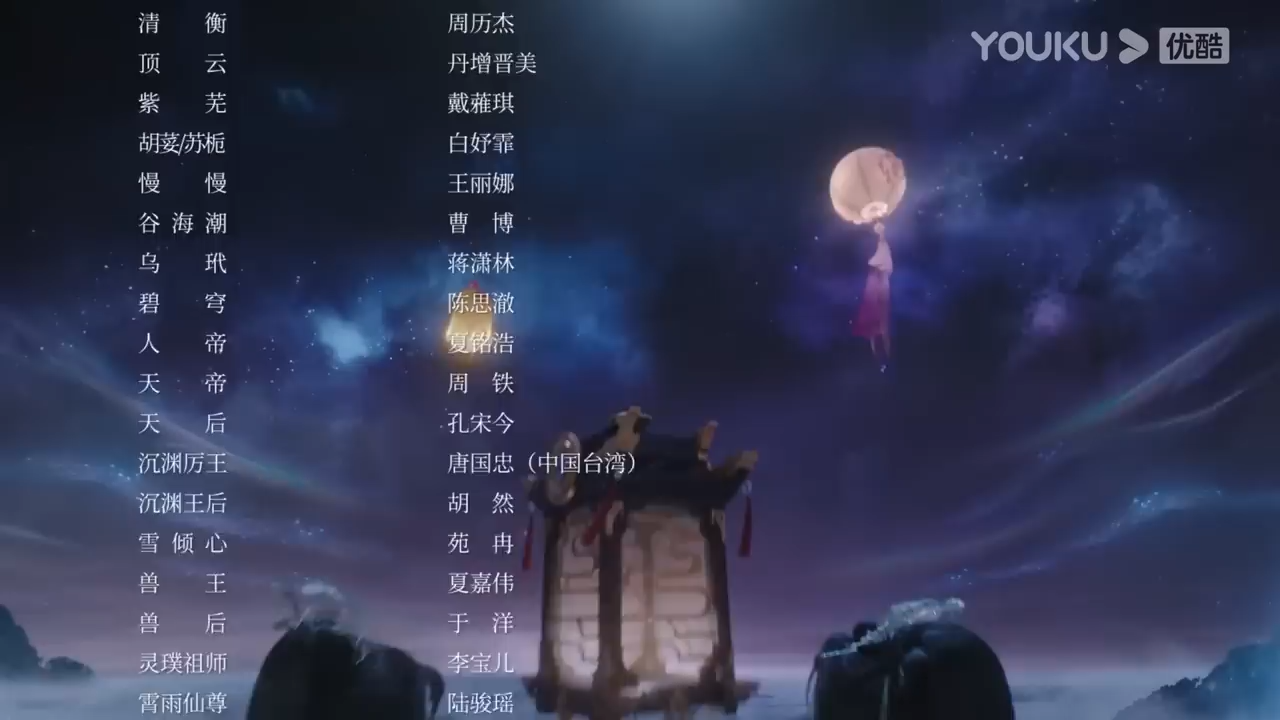 YOUKU 优酷
清衡 周历杰
顶云 丹增晋美
紫芜 戴蕥琪
胡荽/苏栀 白妤霏
慢慢 王丽娜
谷海潮 曹博
乌玳 蒋潇林
碧穹 陈思澈
人帝 夏铭浩
天帝 周铁
天后 孔宋今
沉渊厉王 唐国忠（中国台湾）
沉渊王后 胡然
雪倾心 苑冉
兽王 夏嘉伟
兽后 于洋
灵璞祖师 李宝儿
霄雨仙尊 陆骏瑶